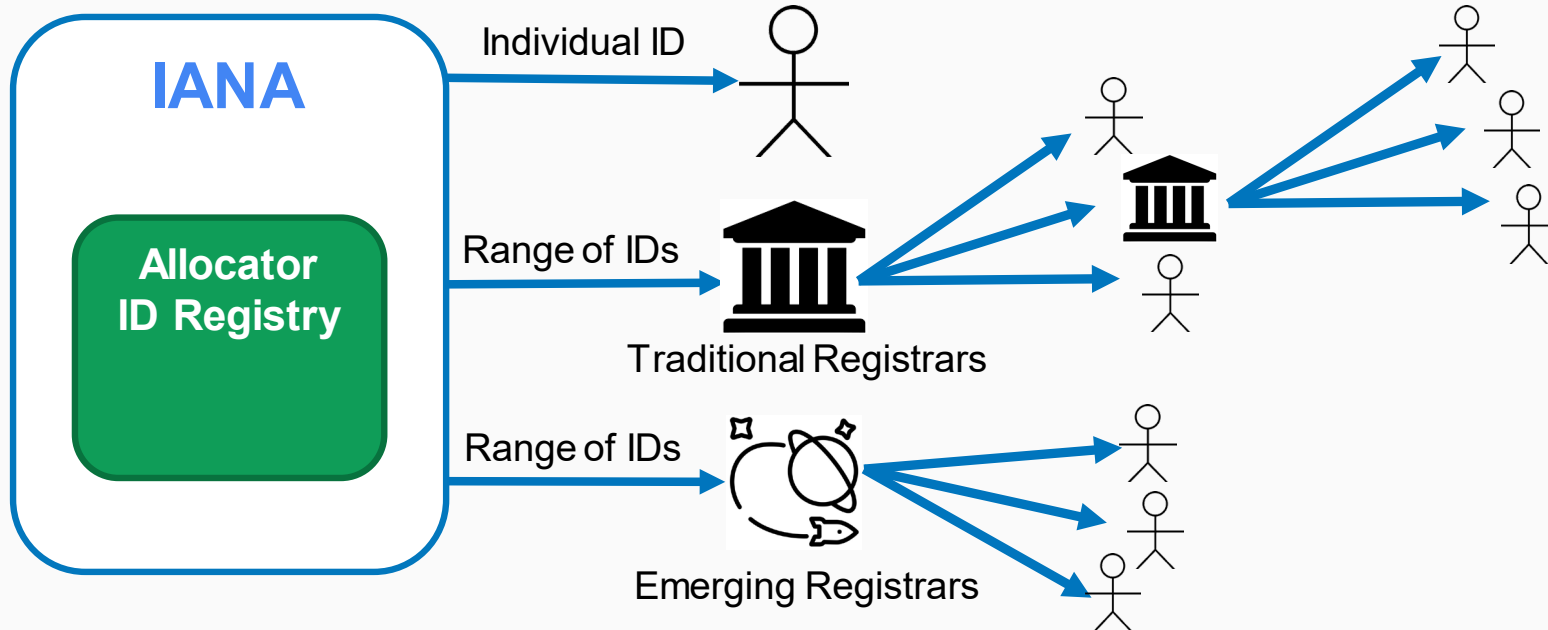 IANA
Allocator
ID Registry
Individual ID
Range of IDs
Traditional Registrars
Range of IDs
Emerging Registrars